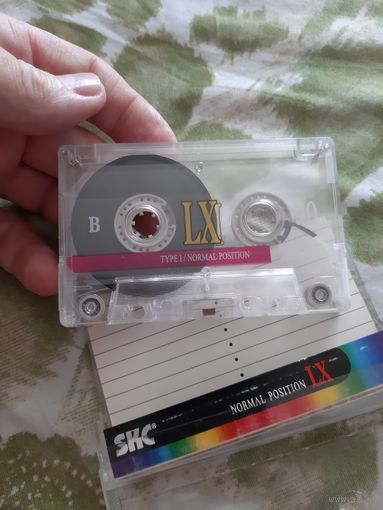 B
LX
TYPE I / NORMAL POSITION
SKC®
NORMAL POSITION LX